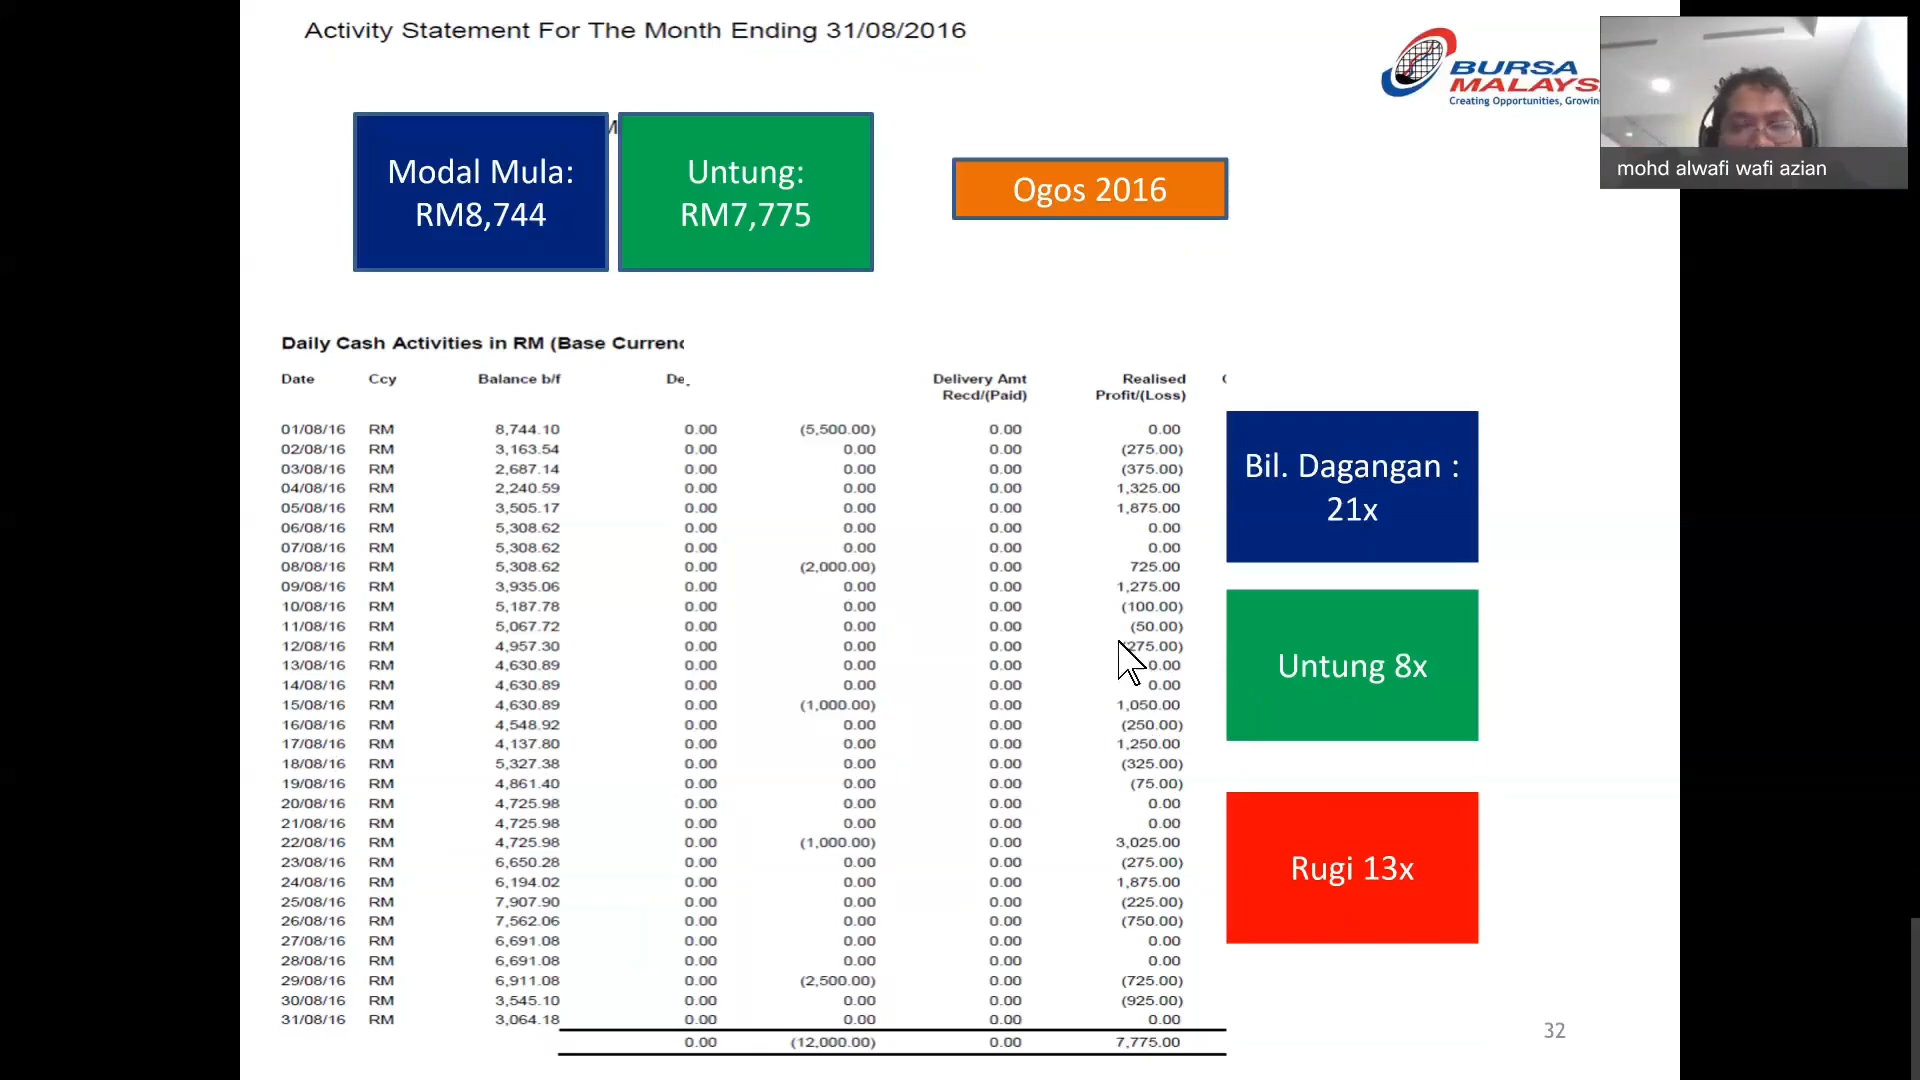 Activity Statement For The Month Ending 31/08/2016
BURSA
MALAYS
Creating Opportunities, Growin
mohd alwafi wafi azian
Modal Mula:
RM8,744
Untung:
RM7,775
Ogos 2016
Daily Cash Activities in RM (Base Currenc
Date Ccy Balance b/f De Delivery Amt Realised
Recd/(Paid) Profit/(Loss)
01/08/16 RM 8,744.10 0.00 (5,500.00) 0.00 0.00
02/08/16 RM 3,163.54 0.00 0.00 0.00 (275.00)
03/08/16 RM 2,687.14 0.00 0.00 0.00 (375.00)
04/08/16 RM 2,240.59 0.00 0.00 0.00 1,325.00
05/08/16 RM 3,505.17 0.00 0.00 0.00 1,875.00
06/08/16 RM 5,308.62 0.00 0.00 0.00 0.00
07/08/16 RM 5,308.62 0.00 0.00 0.00 0.00
08/08/16 RM 5,308.62 0.00 (2,000.00) 0.00 725.00
09/08/16 RM 3,935.06 0.00 0.00 0.00 1,275.00
10/08/16 RM 5,187.78 0.00 0.00 0.00 (100.00)
11/08/16 RM 5,067.72 0.00 0.00 0.00 (50.00)
12/08/16 RM 4,957.30 0.00 0.00 0.00 (275.00)
13/08/16 RM 4,630.89 0.00 0.00 0.00 0.00
14/08/16 RM 4,630.89 0.00 0.00 0.00 0.00
15/08/16 RM 4,630.89 0.00 (1,000.00) 0.00 1,050.00
16/08/16 RM 4,548.92 0.00 0.00 0.00 (250.00)
17/08/16 RM 4,137.80 0.00 0.00 0.00 1,250.00
18/08/16 RM 5,327.38 0.00 0.00 0.00 (325.00)
19/08/16 RM 4,861.40 0.00 0.00 0.00 (75.00)
20/08/16 RM 4,725.98 0.00 0.00 0.00 0.00
21/08/16 RM 4,725.98 0.00 0.00 0.00 0.00
22/08/16 RM 4,725.98 0.00 (1,000.00) 0.00 3,025.00
23/08/16 RM 6,650.28 0.00 0.00 0.00 (275.00)
24/08/16 RM 6,194.02 0.00 0.00 0.00 1,875.00
25/08/16 RM 7,907.90 0.00 0.00 0.00 (225.00)
26/08/16 RM 7,562.06 0.00 0.00 0.00 (750.00)
27/08/16 RM 6,691.08 0.00 0.00 0.00 0.00
28/08/16 RM 6,691.08 0.00 0.00 0.00 0.00
29/08/16 RM 6,911.08 0.00 (2,500.00) 0.00 (725.00)
30/08/16 RM 3,545.10 0.00 0.00 0.00 (925.00)
31/08/16 RM 3,064.18 0.00 0.00 0.00 0.00
0.00 (12,000.00) 0.00 7,775.00
Bil. Dagangan :
21x
Untung 8x
Rugi 13x
32